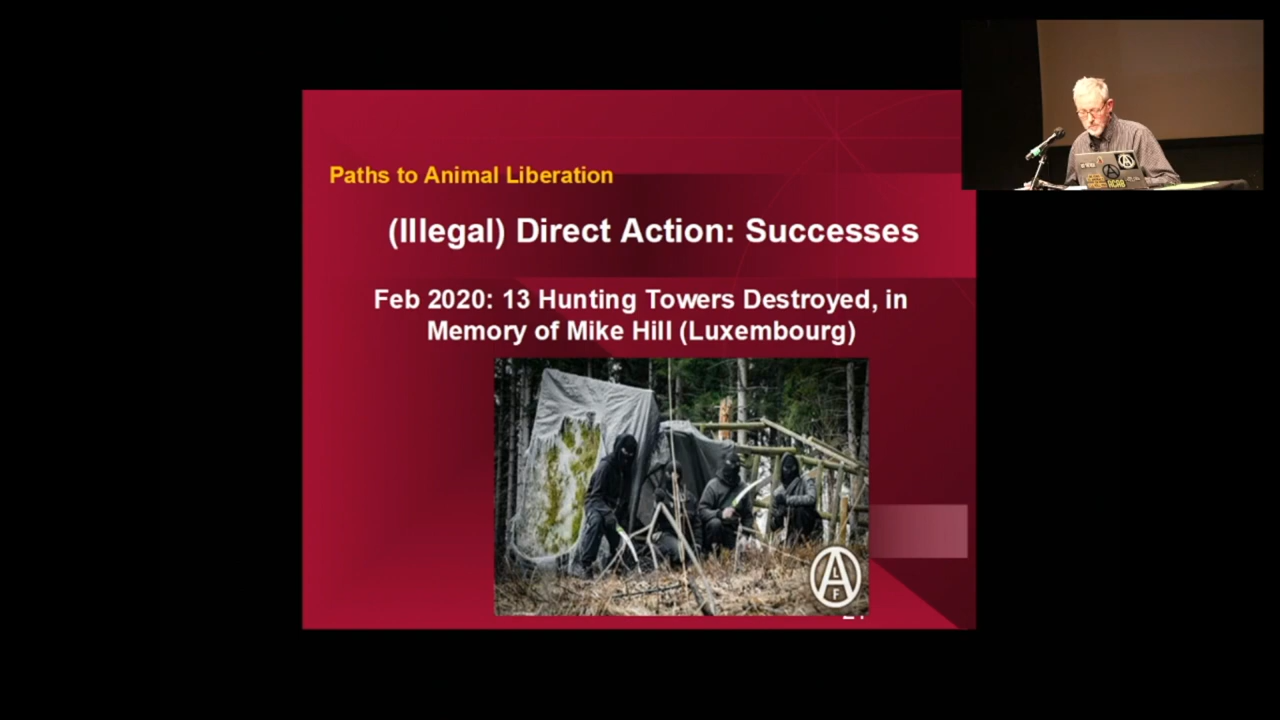 Paths to Animal Liberation
(Illegal) Direct Action: Successes
Feb 2020: 13 Hunting Towers Destroyed, in
Memory of Mike Hill (Luxembourg)
A
L
F
ACAB